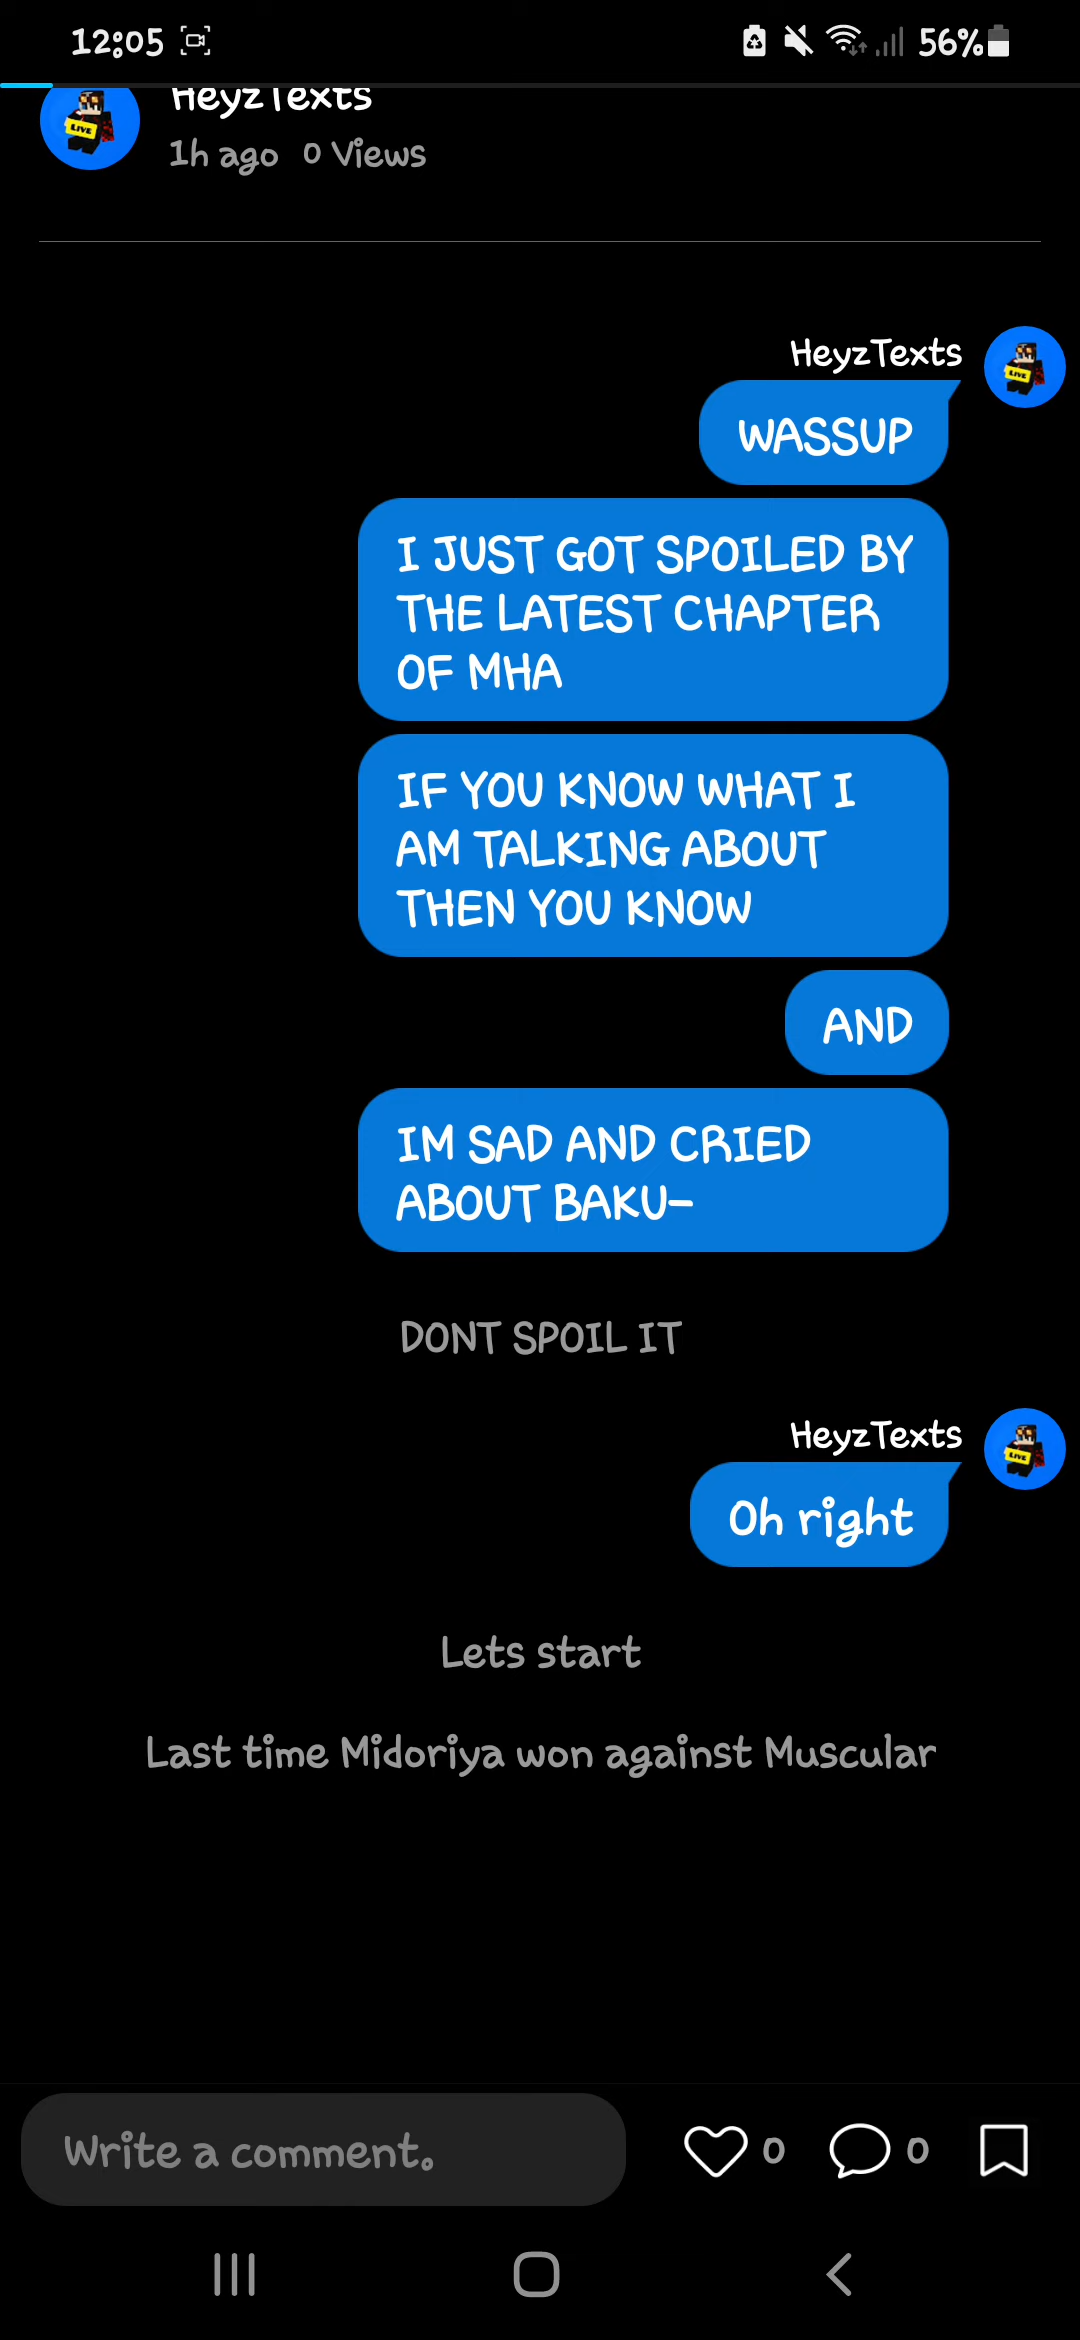 12:05 56%
HeyzTexts
1h ago 0 Views
HeyzTexts
LIVE
WASSUP
I JUST GOT SPOILED BY
THE LATEST CHAPTER
OF MHA
IF YOU KNOW WHAT I
AM TALKING ABOUT
THEN YOU KNOW
AND
IM SAD AND CRIED
ABOUT BAKU-
DONT SPOIL IT
HeyzTexts
LIVE
Oh right
Lets start
Last time Midoriya won against Muscular
Write a comment. 0 0